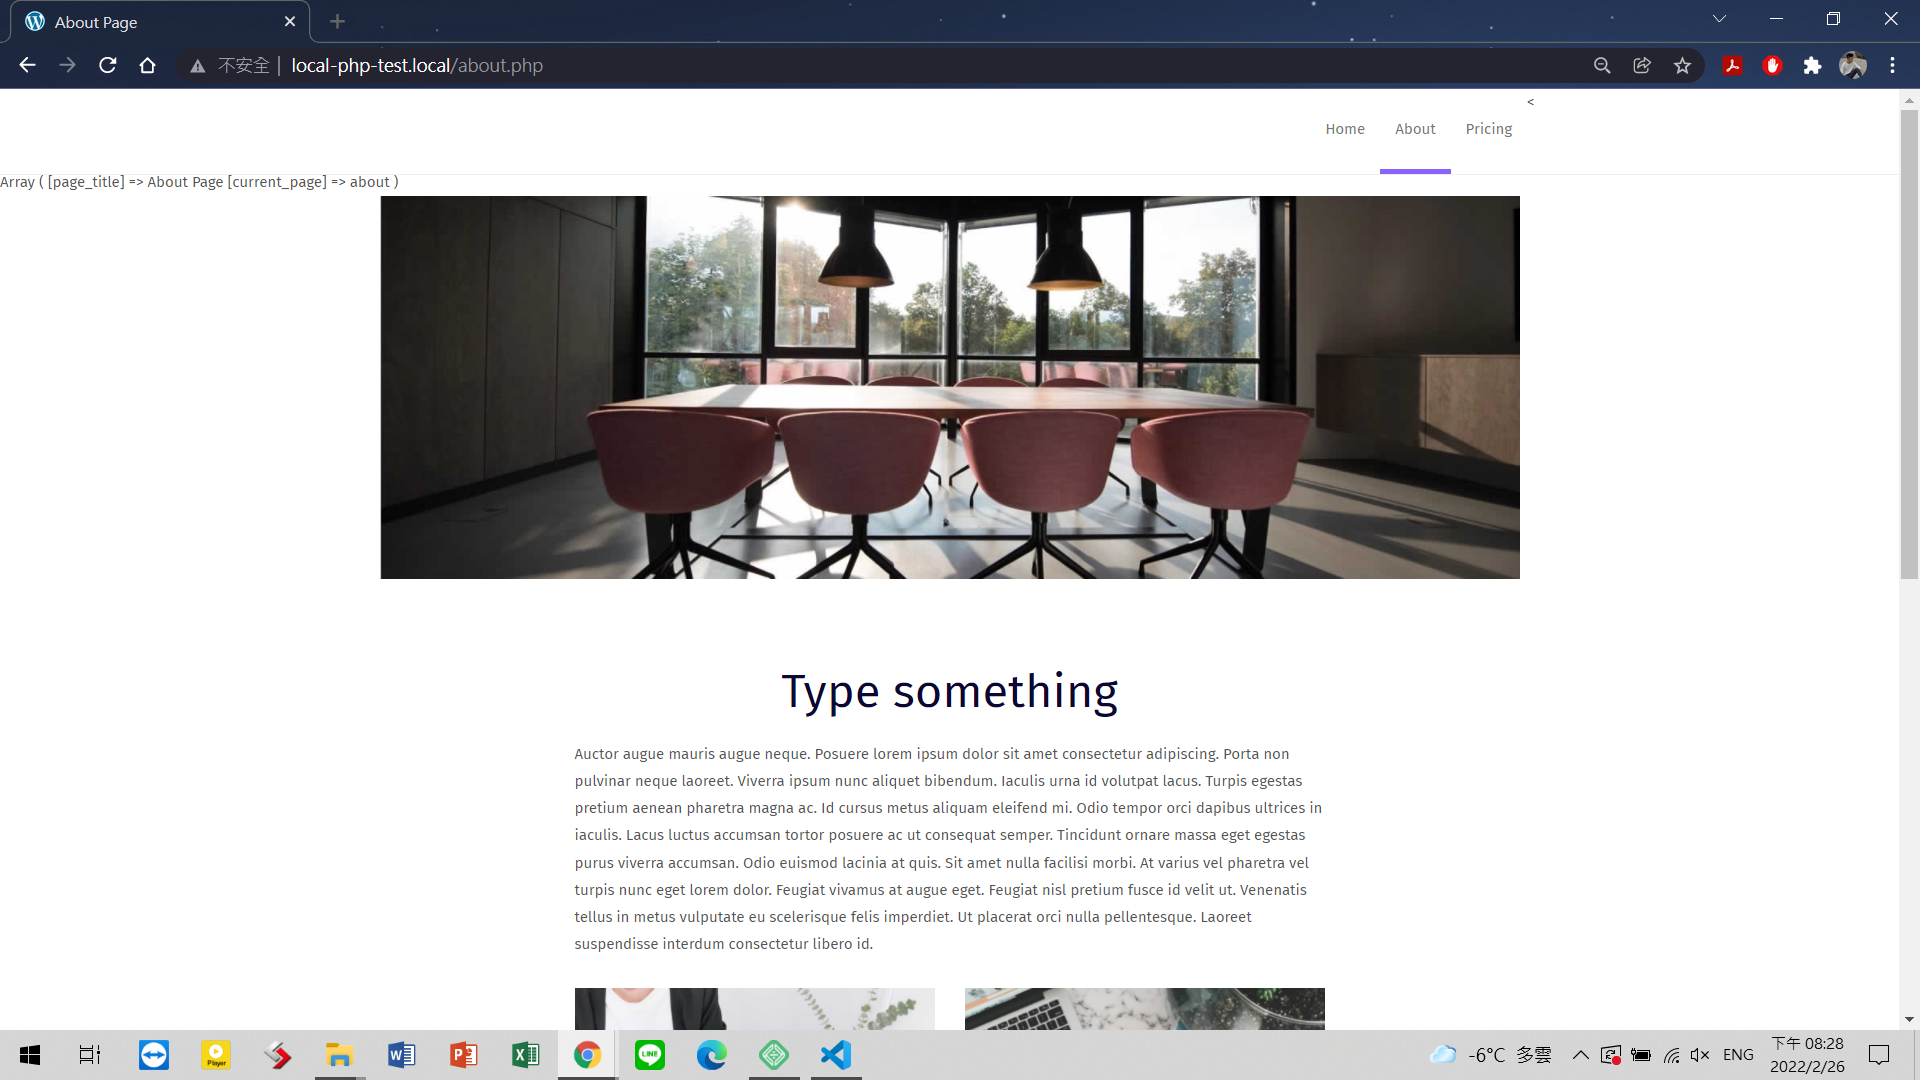 About Page
不安全 | local-php-test.local/about.php
<
Home About Pricing
Array ( [page_title] => About Page [current_page] => about )
Type something
Auctor augue mauris augue neque. Posuere lorem ipsum dolor sit amet consectetur adipiscing. Porta non
pulvinar neque laoreet. Viverra ipsum nunc aliquet bibendum. Iaculis urna id volutpat lacus. Turpis egestas
pretium aenean pharetra magna ac. Id cursus metus aliquam eleifend mi. Odio tempor orci dapibus ultrices in
iaculis. Lacus luctus accumsan tortor posuere ac ut consequat semper. Tincidunt ornare massa eget egestas
purus viverra accumsan. Odio euismod lacinia at quis. Sit amet nulla facilisi morbi. At varius vel pharetra vel
turpis nunc eget lorem dolor. Feugiat vivamus at augue eget. Feugiat nisl pretium fusce id velit ut. Venenatis
tellus in metus vulputate eu scelerisque felis imperdiet. Ut placerat orci nulla pellentesque. Laoreet
suspendisse interdum consectetur libero id.
Player
LINE
-6°C 多雲
ENG
下午 08:28
2022/2/26